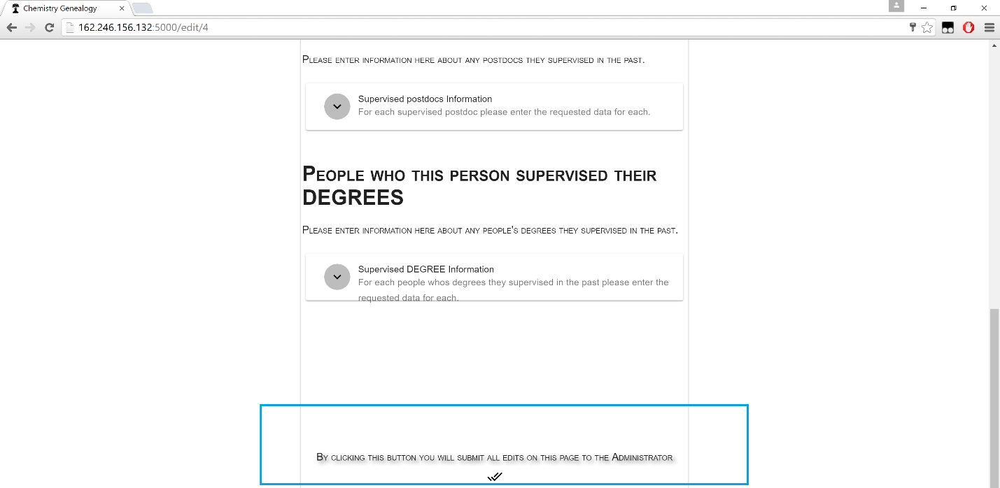 Chemistry Genealogy
162.246.156.132:5000/edit/4
Please enter information here about any postdocs they supervised in the past.
Supervised postdocs Information
For each supervised postdoc please enter the requested data for each.
People who this person supervised their
DEGREES
Please enter information here about any people's degrees they supervised in the past.
Supervised DEGREE Information
For each people whos degrees they supervised in the past please enter the
requested data for each.
By clicking this button you will submit all edits on this page to the Administrator